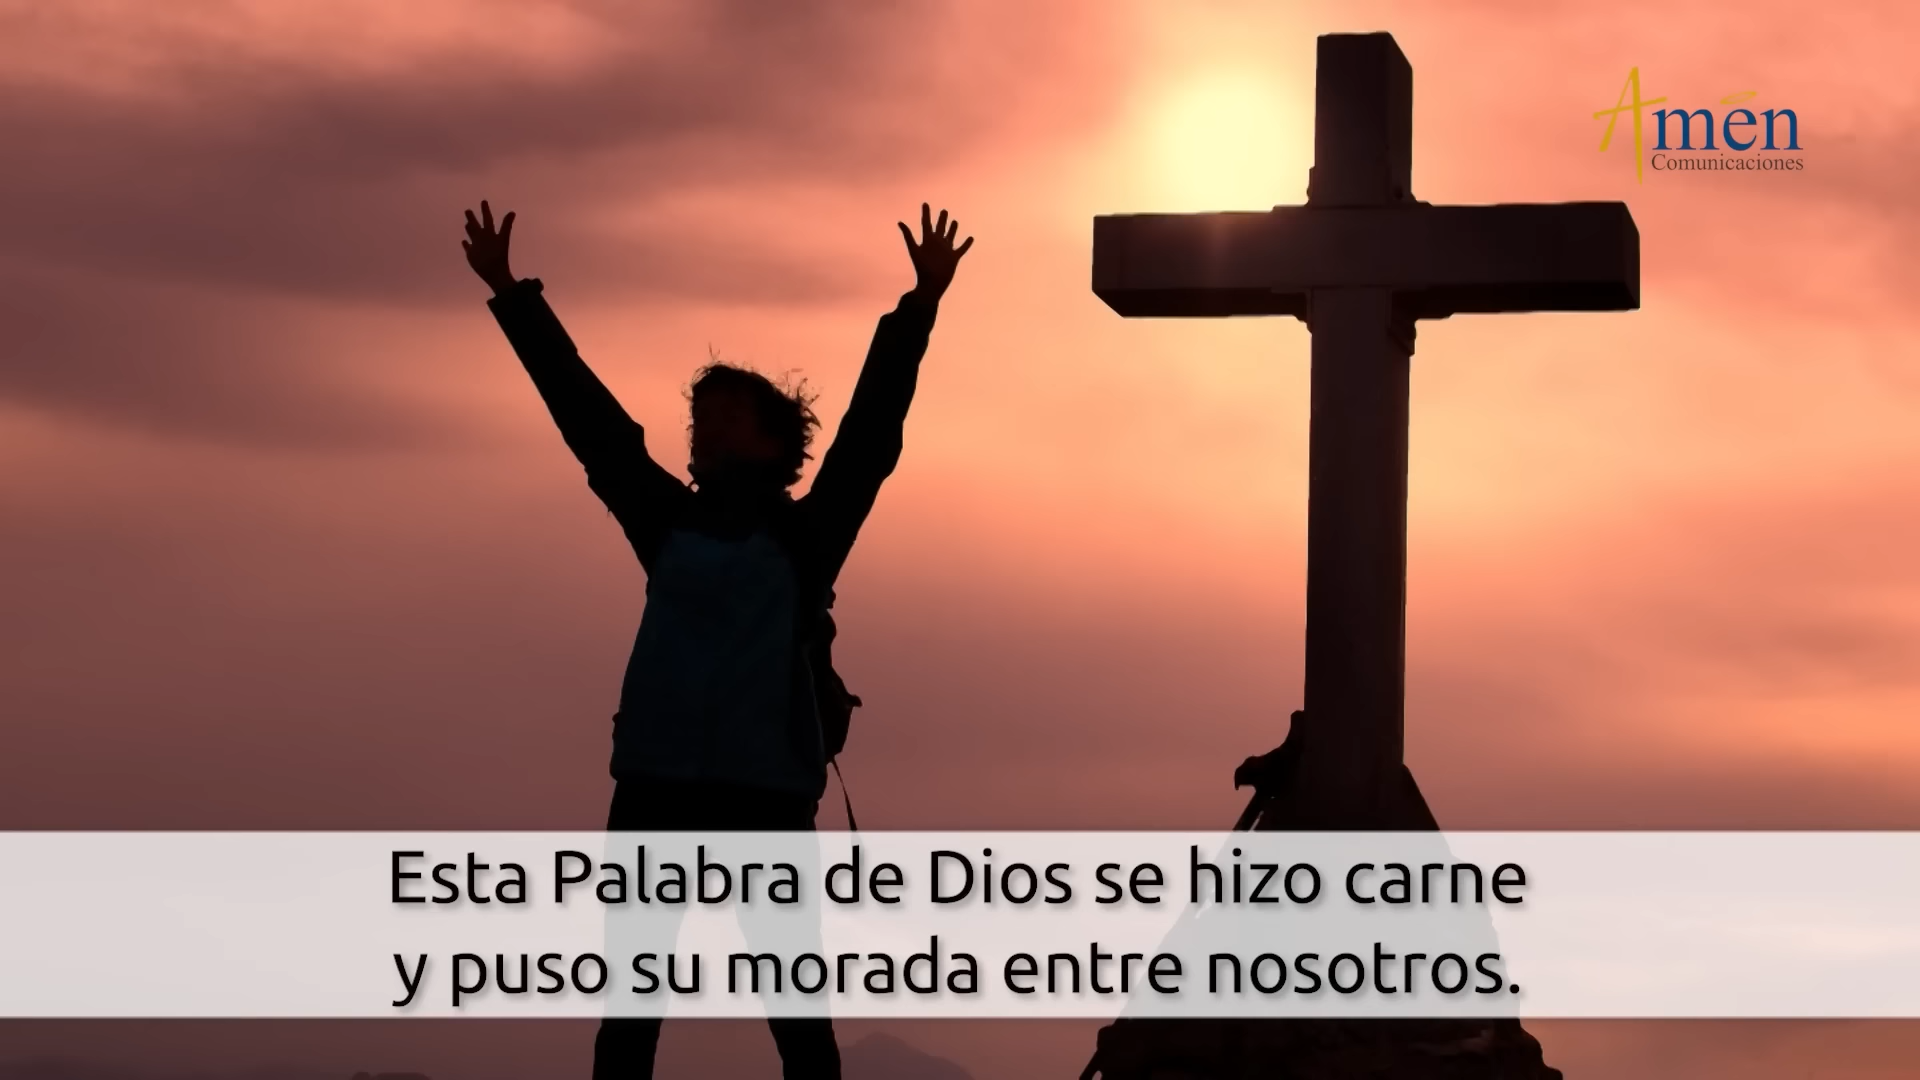 Amén
Comunicaciones
Esta Palabra de Dios se hizo carne
y puso su morada entre nosotros.